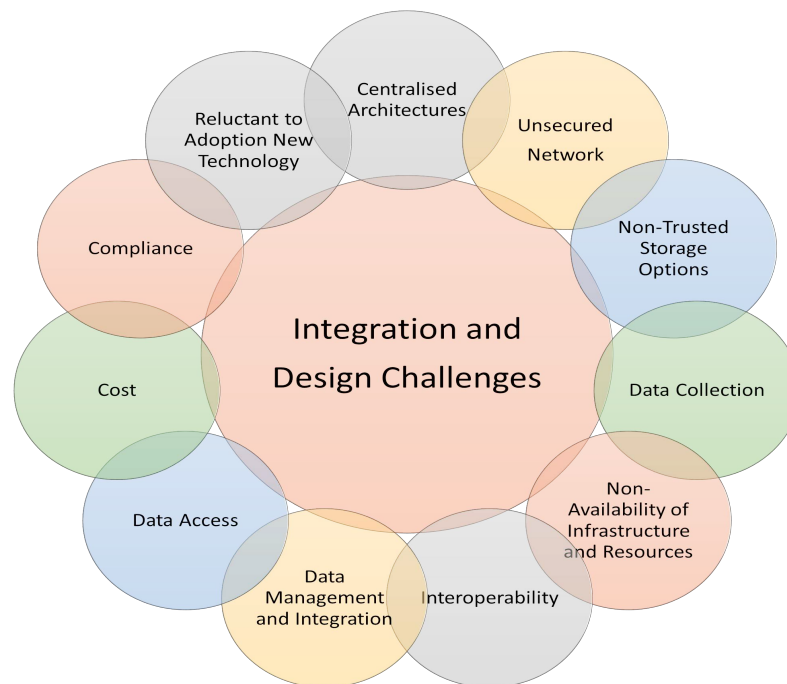 Centralised
Architectures
Unsecured
Network
Non-Trusted
Storage
Options
Data Collection
Non-
Availability of
Infrastructure
and Resources
Interoperability
Data
Management
and Integration
Data Access
Cost
Compliance
Reluctant to
Adoption New
Technology
Integration and
Design Challenges